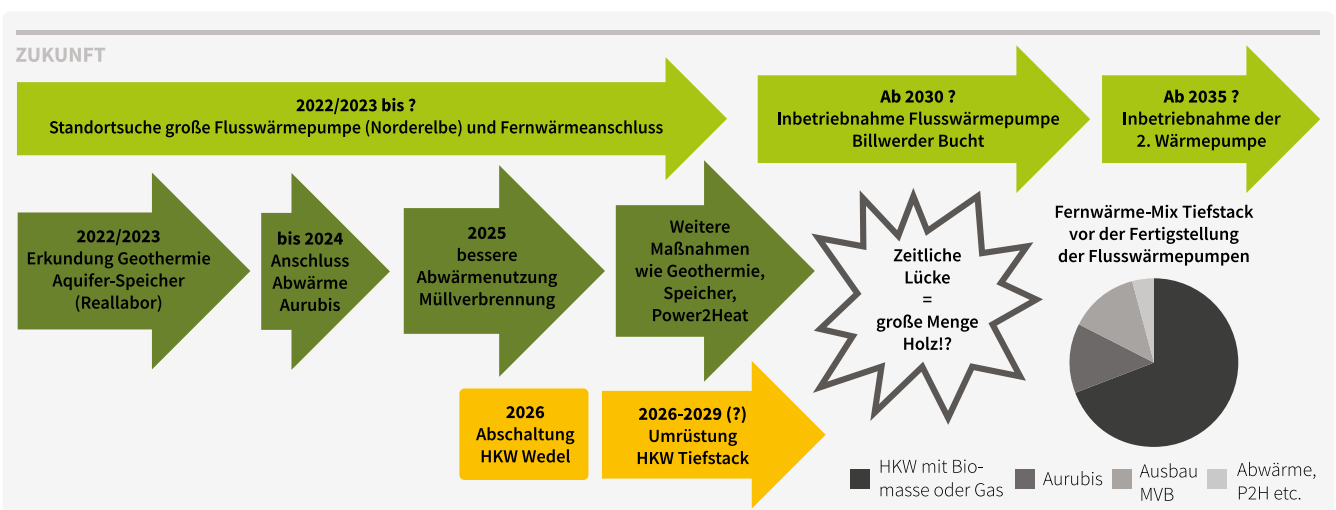 ZUKUNFT
2022/2023 bis ?
Standortsuche große Flusswärmepumpe (Norderelbe) und Fernwärmeanschluss
Ab 2030 ?
Inbetriebnahme Flusswärmepumpe
Billwerder Bucht
Ab 2035 ?
Inbetriebnahme der
2. Wärmepumpe
2022/2023
Erkundung Geothermie
Aquifer-Speicher
(Reallabor)
bis 2024
Anschluss
Abwärme
Aurubis
2025
bessere
Abwärmenutzung
Müllverbrennung
Weitere
Maßnahmen
wie Geothermie,
Speicher,
Power2Heat
Zeitliche
Lücke
=
große Menge
Holz!?
Fernwärme-Mix Tiefstack
vor der Fertigstellung
der Flusswärmepumpen
2026
Abschaltung
HKW Wedel
2026-2029 (?)
Umrüstung
HKW Tiefstack
HKW mit Bio-
masse oder Gas
Aurubis
Ausbau
MVB
Abwärme,
P2H etc.